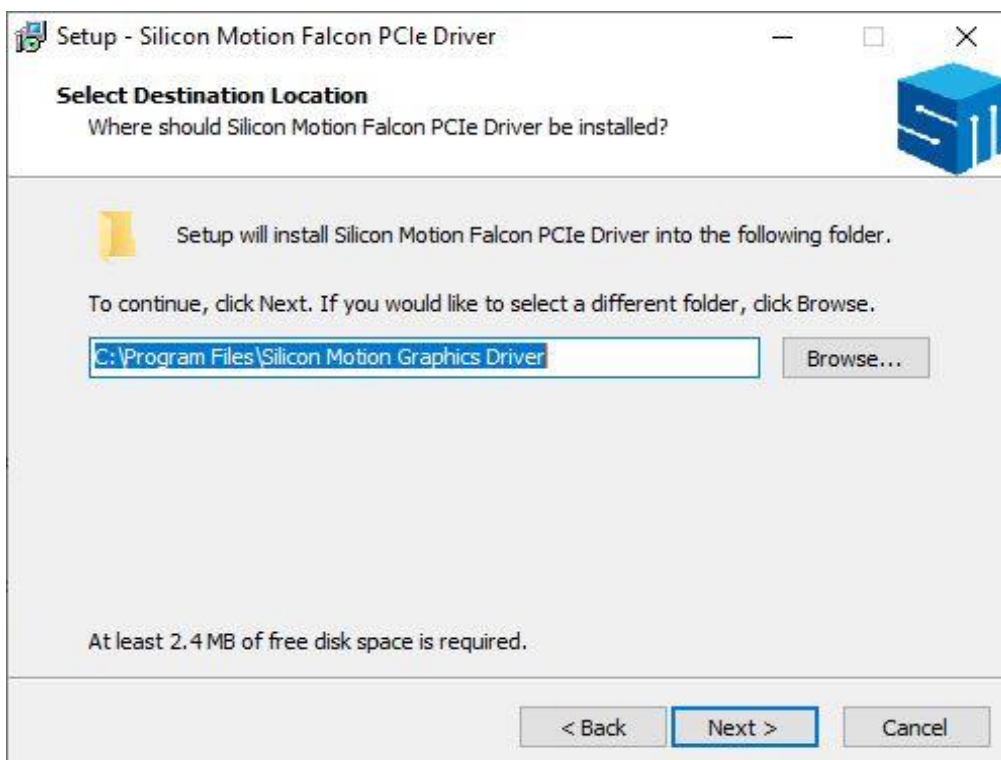 Setup - Silicon Motion Falcon PCIe Driver
Select Destination Location
Where should Silicon Motion Falcon PCIe Driver be installed?
Setup will install Silicon Motion Falcon PCIe Driver into the following folder.
To continue, click Next. If you would like to select a different folder, click Browse.
C:\Program Files\Silicon Motion Graphics Driver
Browse...
At least 2.4 MB of free disk space is required.
< Back
Next >
Cancel